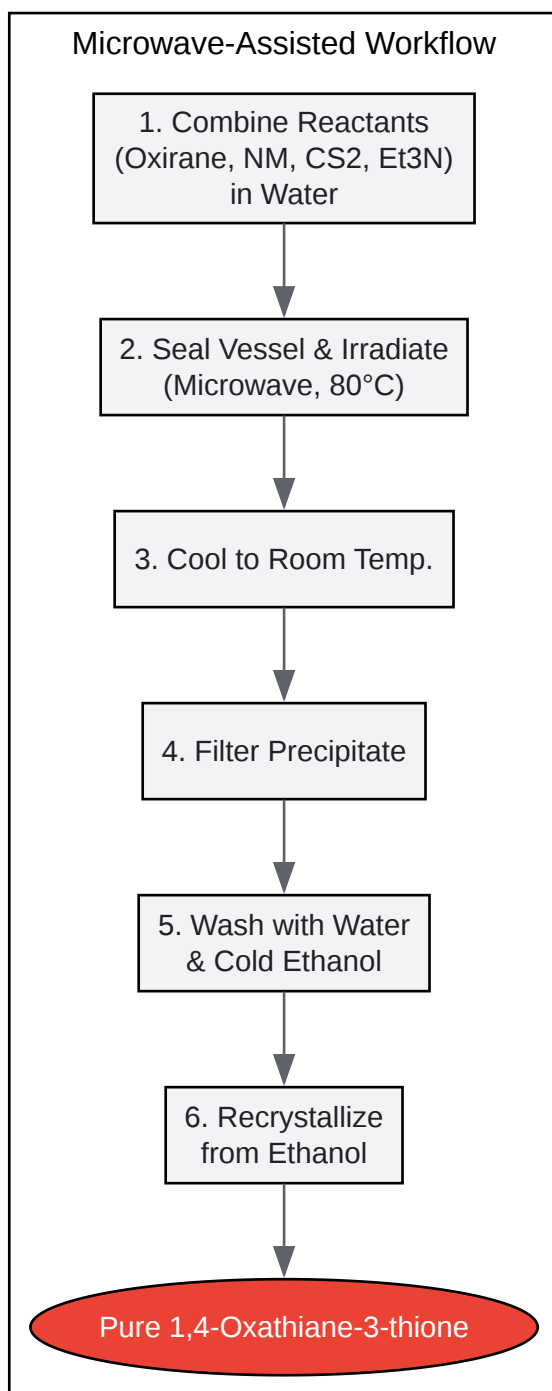 Microwave-Assisted Workflow
1. Combine Reactants
(Oxirane, NM, CS2, Et3N)
in Water
2. Seal Vessel & Irradiate
(Microwave, 80°C)
3. Cool to Room Temp.
4. Filter Precipitate
5. Wash with Water
& Cold Ethanol
6. Recrystallize
from Ethanol
Pure 1,4-Oxathiane-3-thione